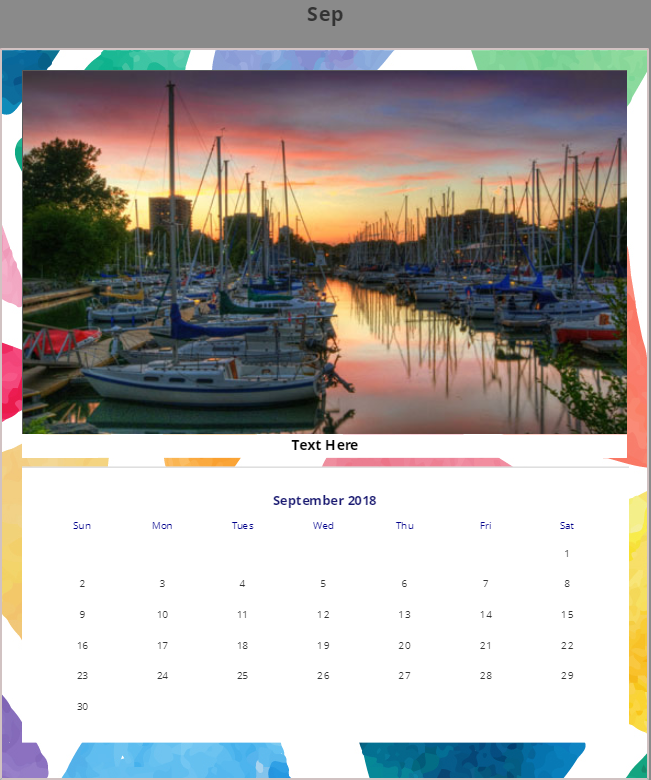 Sep
Text Here
September 2018
Sun Mon Tues Wed Thu Fri Sat
1
2 3 4 5 6 7 8
9 10 11 12 13 14 15
16 17 18 19 20 21 22
23 24 25 26 27 28 29
30